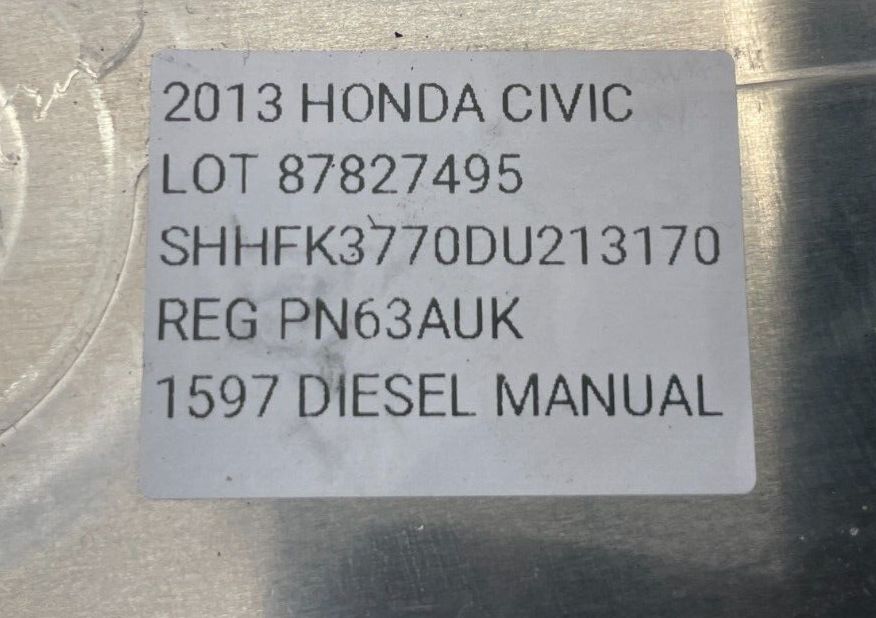 2013 HONDA CIVIC
LOT 87827495
SHHFK3770DU213170
REG PN63AUK
1597 DIESEL MANUAL